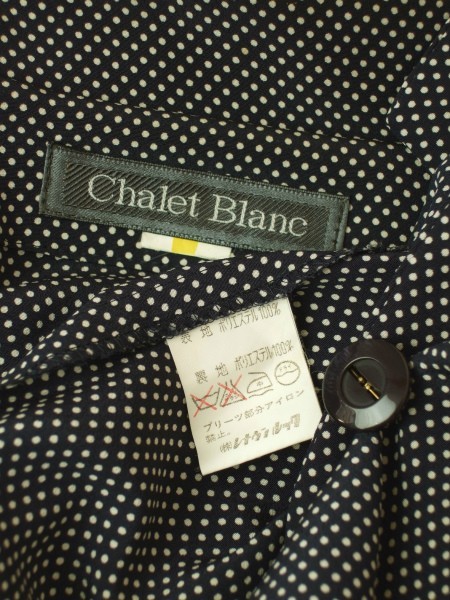 Chalet Blanc
表 地 ポリエステル100%
裏 地 ポリエステル100%
プリーツ部分アイロン
禁止。